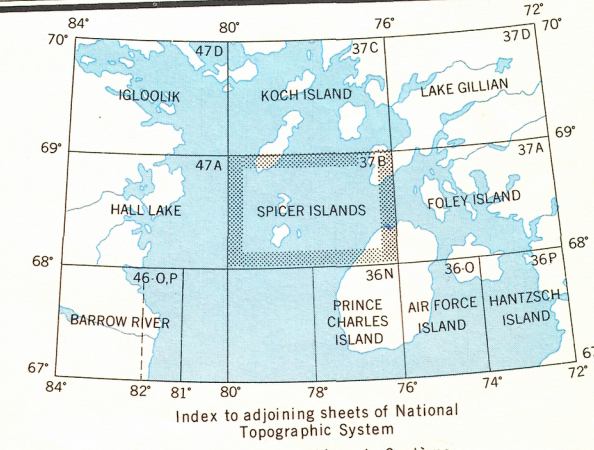 84° 80° 76° 72°
70° 47D 37C 37D 70°
IGLOOLIK KOCH ISLAND LAKE GILLIAN
69° 69°
47A 37B 37A
HALL LAKE SPICER ISLANDS FOLEY ISLAND
68° 68°
46·O,P 36N 36·O 36P
BARROW RIVER PRINCE
CHARLES
ISLAND
AIR FORCE
ISLAND
HANTZSCH
ISLAND
67°
84° 82° 81° 80° 78° 76° 74° 72°
Index to adjoining sheets of National
Topographic System